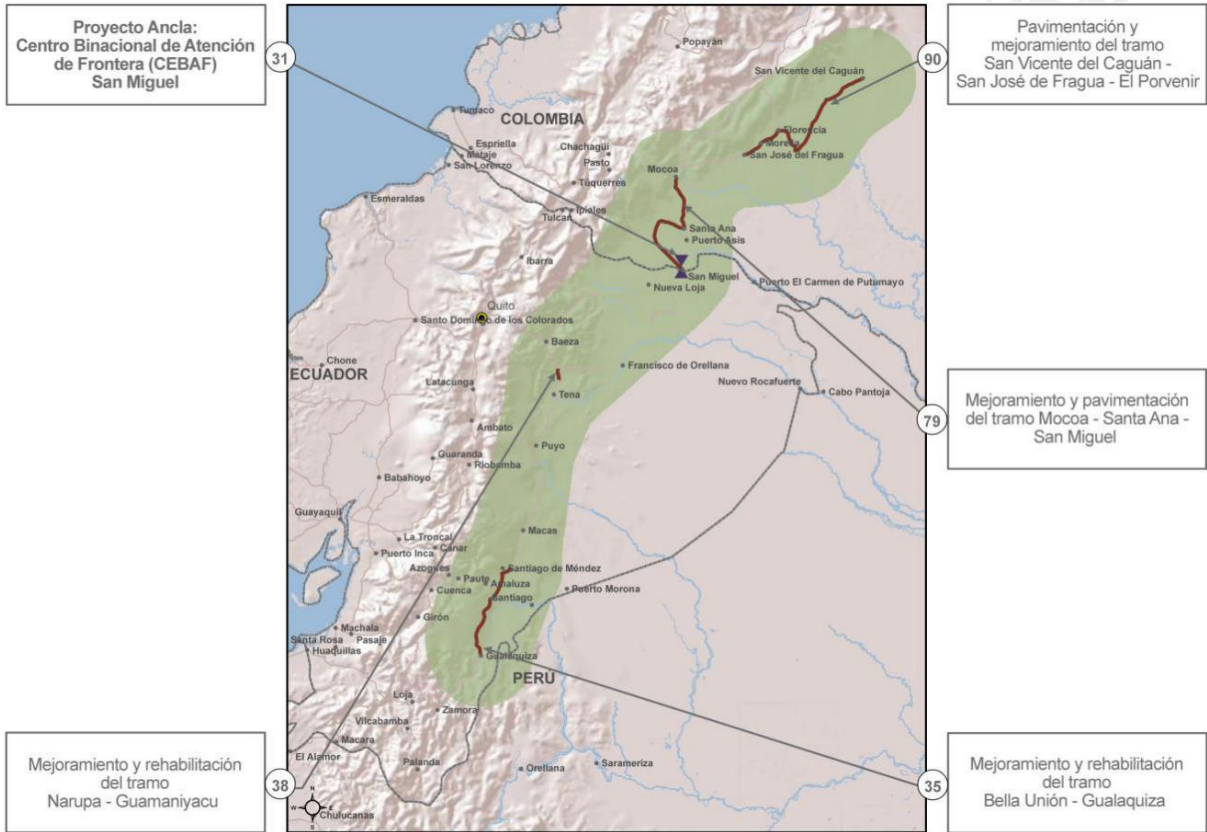 Proyecto Ancla:
Centro Binacional de Atención
de Frontera (CEBAF)
San Miguel
31
Pavimentación y
mejoramiento del tramo
San Vicente del Caguán -
San José de Fragua - El Porvenir
90
Popayán
San Vicente del Caguán
Tumaco
COLOMBIA
Florencia
Espriella
Chachagüi
Morelia
Mataje
San José del Fragua
San Lorenzo
Pasto
Mocoa
Túquerres
Esmeraldas
Ipiales
Tulcán
Santa Ana
Puerto Asis
Ibarra
San Miguel
Nueva Loja
Puerto El Carmen de Putumayo
Quito
Santo Domingo de los Colorados
Baeza
Chone
Francisco de Orellana
ECUADOR
Latacunga
Nuevo Rocafuerte
Cabo Pantoja
Tena
79
Mejoramiento y pavimentación
del tramo Mocoa - Santa Ana -
San Miguel
Ambato
Puyo
Guaranda
Riobamba
Babahoyo
Guayaquil
Macas
La Troncal
Cañar
Puerto Inca
Azogues
Santiago de Méndez
Paute
Amaluza
Cuenca
Puerto Morona
Santiago
Girón
Machala
Santa Rosa
Pasaje
Huaquillas
Gualaquiza
PERÚ
Loja
Zamora
Vilcabamba
Macara
El Alamor
Palanda
Orellana
Sarameriza
Mejoramiento y rehabilitación
del tramo
Narupa - Guamaniyacu
38
35
Mejoramiento y rehabilitación
del tramo
Bella Unión - Gualaquiza
N
W
E
S
Chulucanas